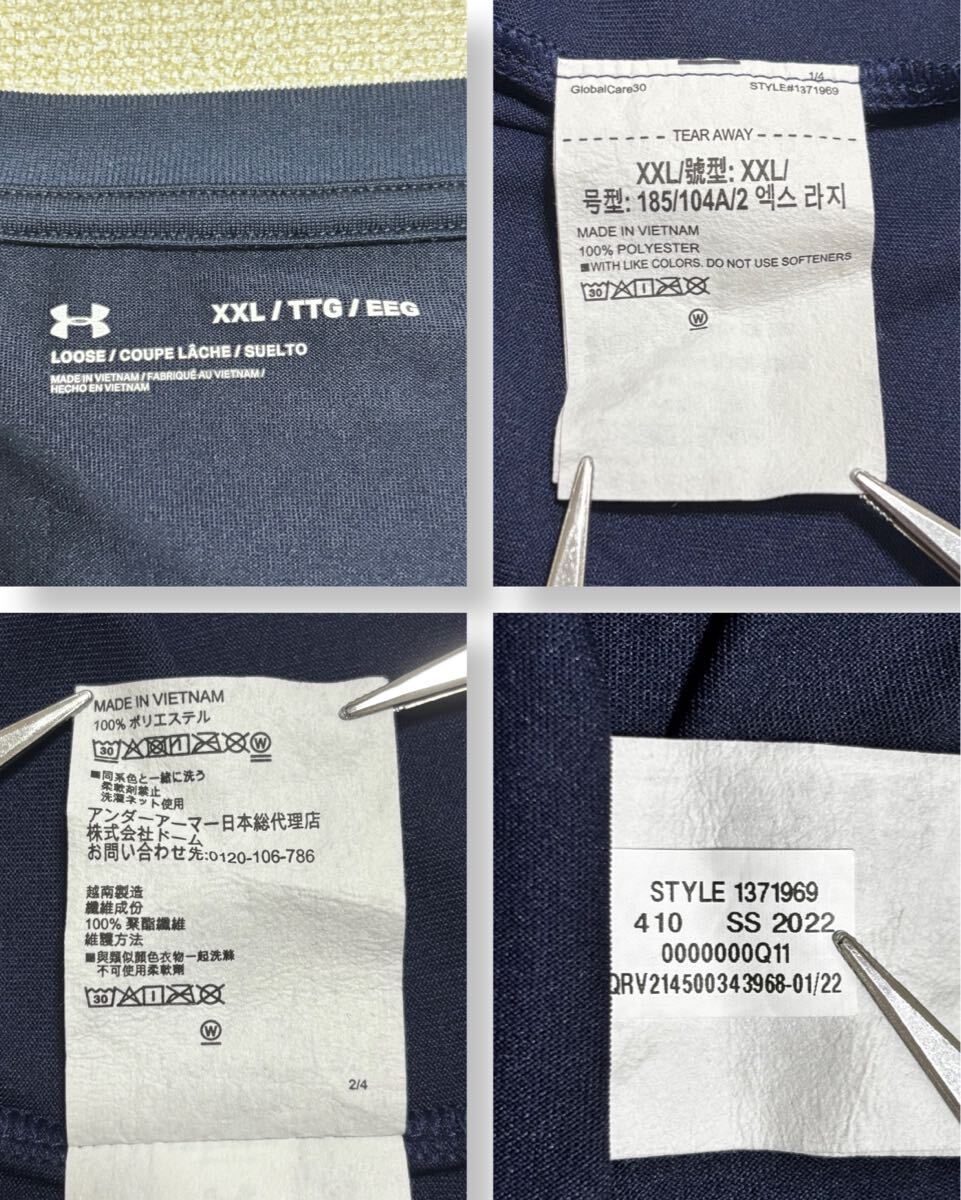 XXL / TTG / EEG
LOOSE / COUPE LÂCHE / SUELTO
MADE IN VIETNAM / FABRIQUÉ AU VIETNAM /
HECHO EN VIETNAM
1/4
GlobalCare30 STYLE#1371969
TEAR AWAY
XXL/號型: XXL/
号型: 185/104A/2 엑스 라지
MADE IN VIETNAM
100% POLYESTER
■WITH LIKE COLORS. DO NOT USE SOFTENERS
30
W
MADE IN VIETNAM
100% ポリエステル
30 W
■同系色と一緒に洗う
柔軟剤禁止
洗濯ネット使用
アンダーアーマー日本総代理店
株式会社ドーム
お問い合わせ先:0120-106-786
越南製造
纖維成份
100% 聚酯纖維
維護方法
■與類似顏色衣物一起洗滌
不可使用柔軟劑
30
W
2/4
STYLE 1371969
410 SS 2022
0000000Q11
QRV214500343968-01/22